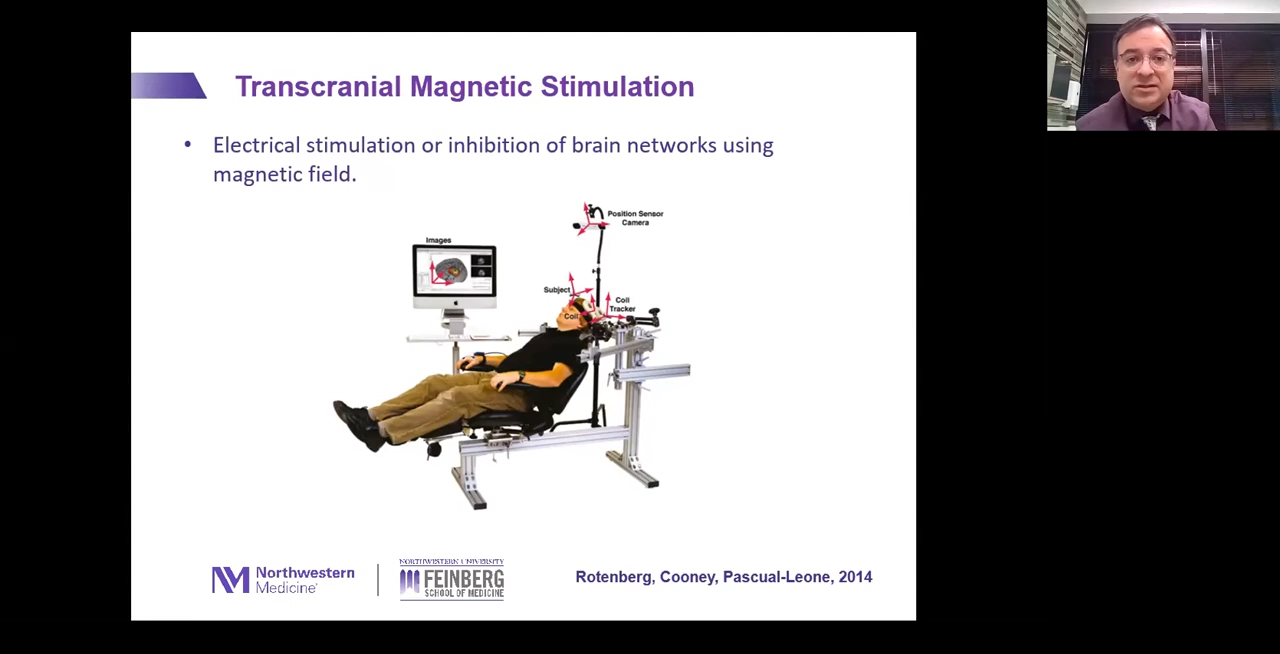 Transcranial Magnetic Stimulation
• Electrical stimulation or inhibition of brain networks using
magnetic field.
Position Sensor
Camera
Images
Subject
Coil
Tracker
Coil
Northwestern
Medicine®
NORTHWESTERN UNIVERSITY
FEINBERG
SCHOOL OF MEDICINE
Rotenberg, Cooney, Pascual-Leone, 2014